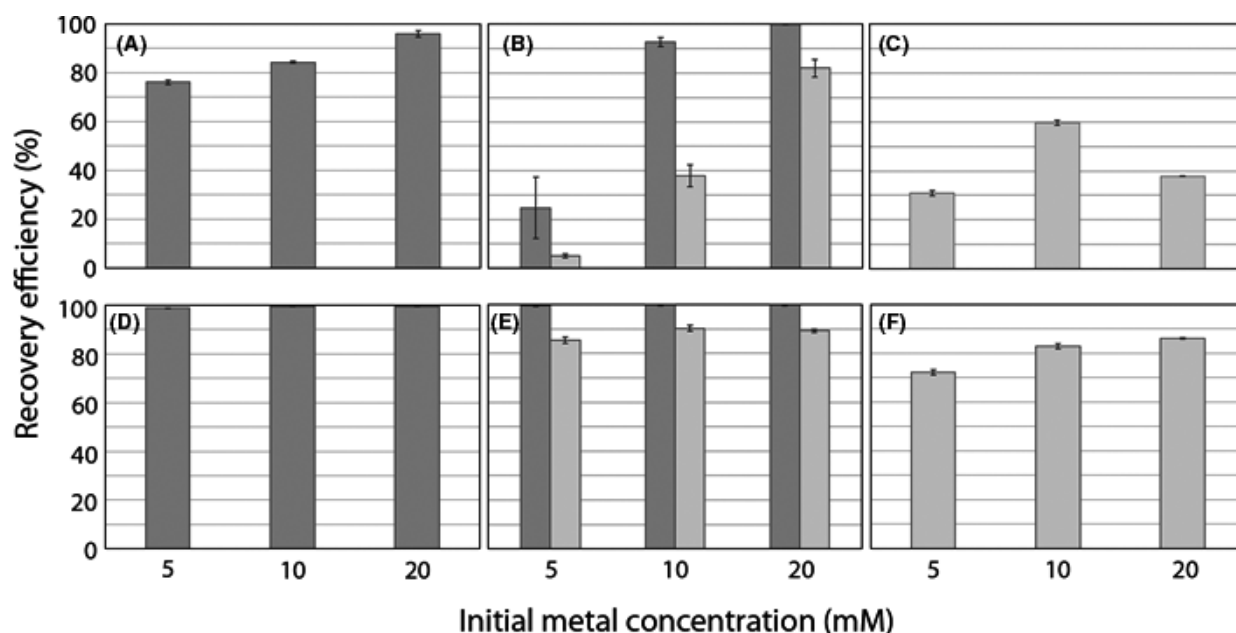 Recovery efficiency (%)
100
80
60
40
20
0
(A)
(B)
(C)
100
80
60
40
20
0
(D)
(E)
(F)
5 10 20 5 10 20 5 10 20
Initial metal concentration (mM)